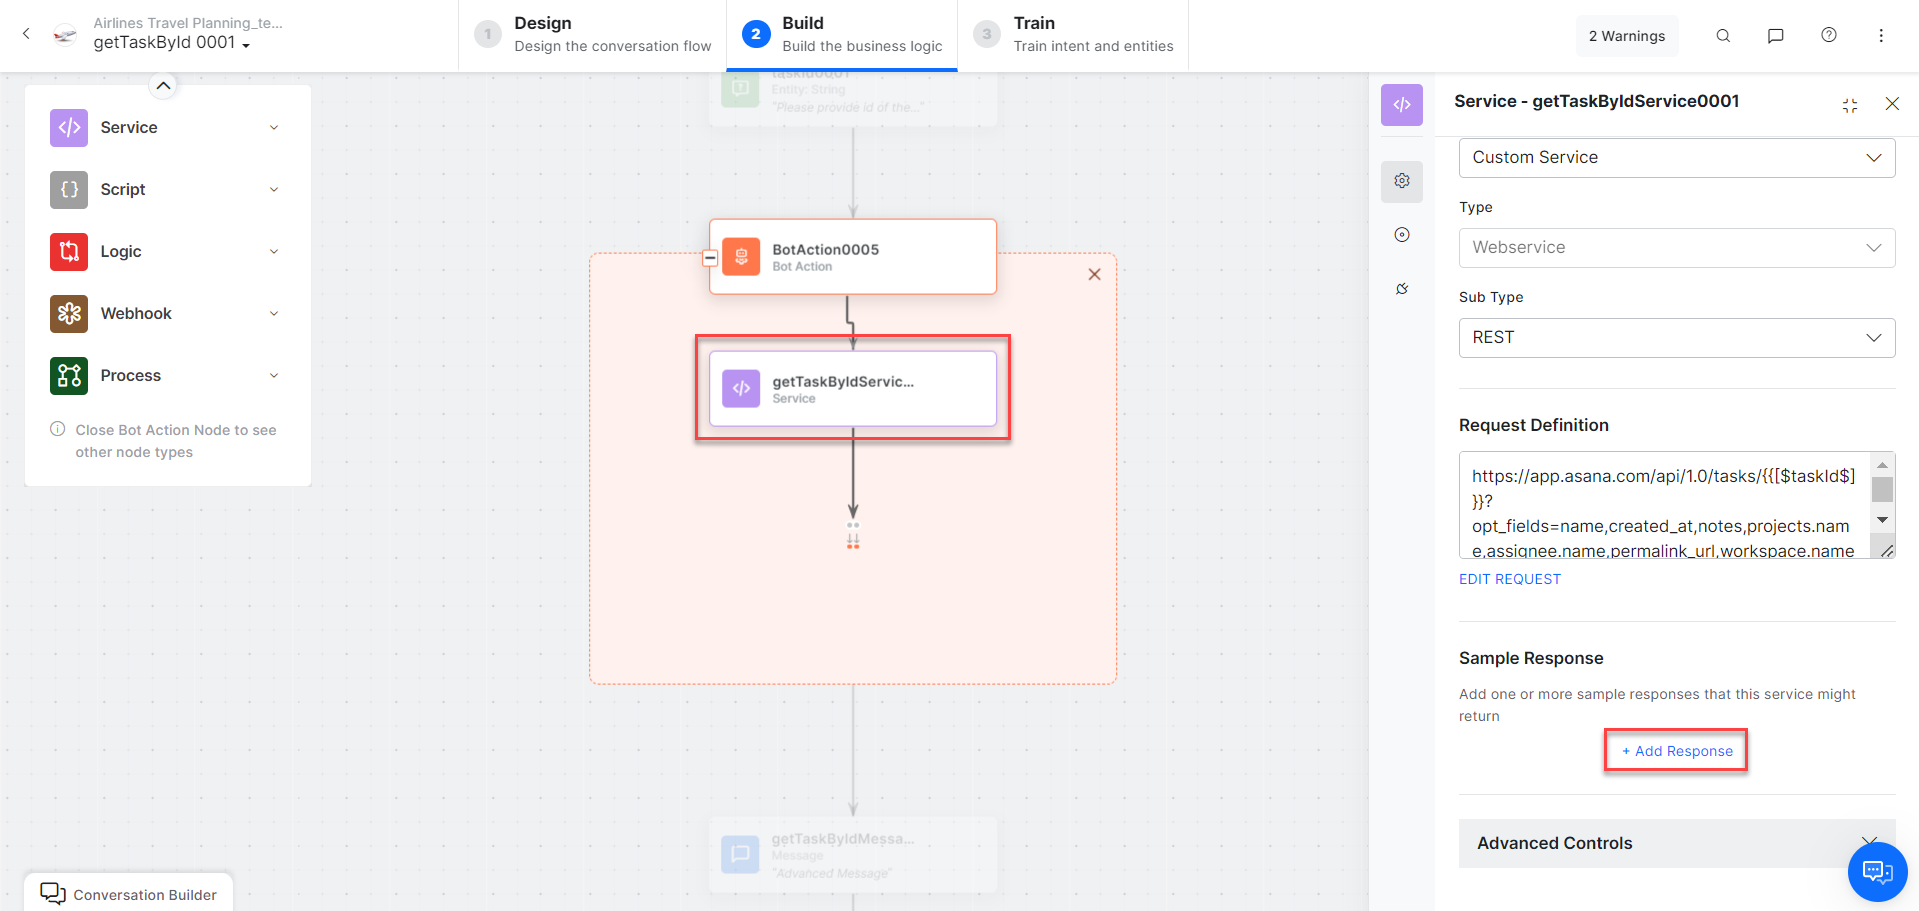 Airlines Travel Planning_te...
getTaskById 0001
1
Design
Design the conversation flow
2
Build
Build the business logic
3
Train
Train intent and entities
2 Warnings
Service
Script
Logic
Webhook
Process
Close Bot Action Node to see
other node types
taskId0001
Entity: String
"Please provide id of the..."
BotAction0005
Bot Action
getTaskByIdServic...
Service
getTaskByIdMessa...
Message
"Advanced Message"
Conversation Builder
Service - getTaskByIdService0001
Custom Service
Type
Webservice
Sub Type
REST
Request Definition
https://app.asana.com/api/1.0/tasks/{{[$taskId$]
}}?
opt_fields=name,created_at,notes,projects.nam
e,assignee.name,permalink_url,workspace.name
EDIT REQUEST
Sample Response
Add one or more sample responses that this service might
return
+ Add Response
Advanced Controls